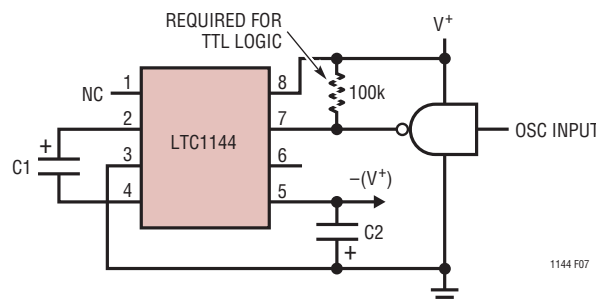 REQUIRED FOR
TTL LOGIC
V+
NC
1
2
3
4
LTC1144
8
7
6
5
100k
OSC INPUT
C1
+
–(V+)
C2
+
1144 F07